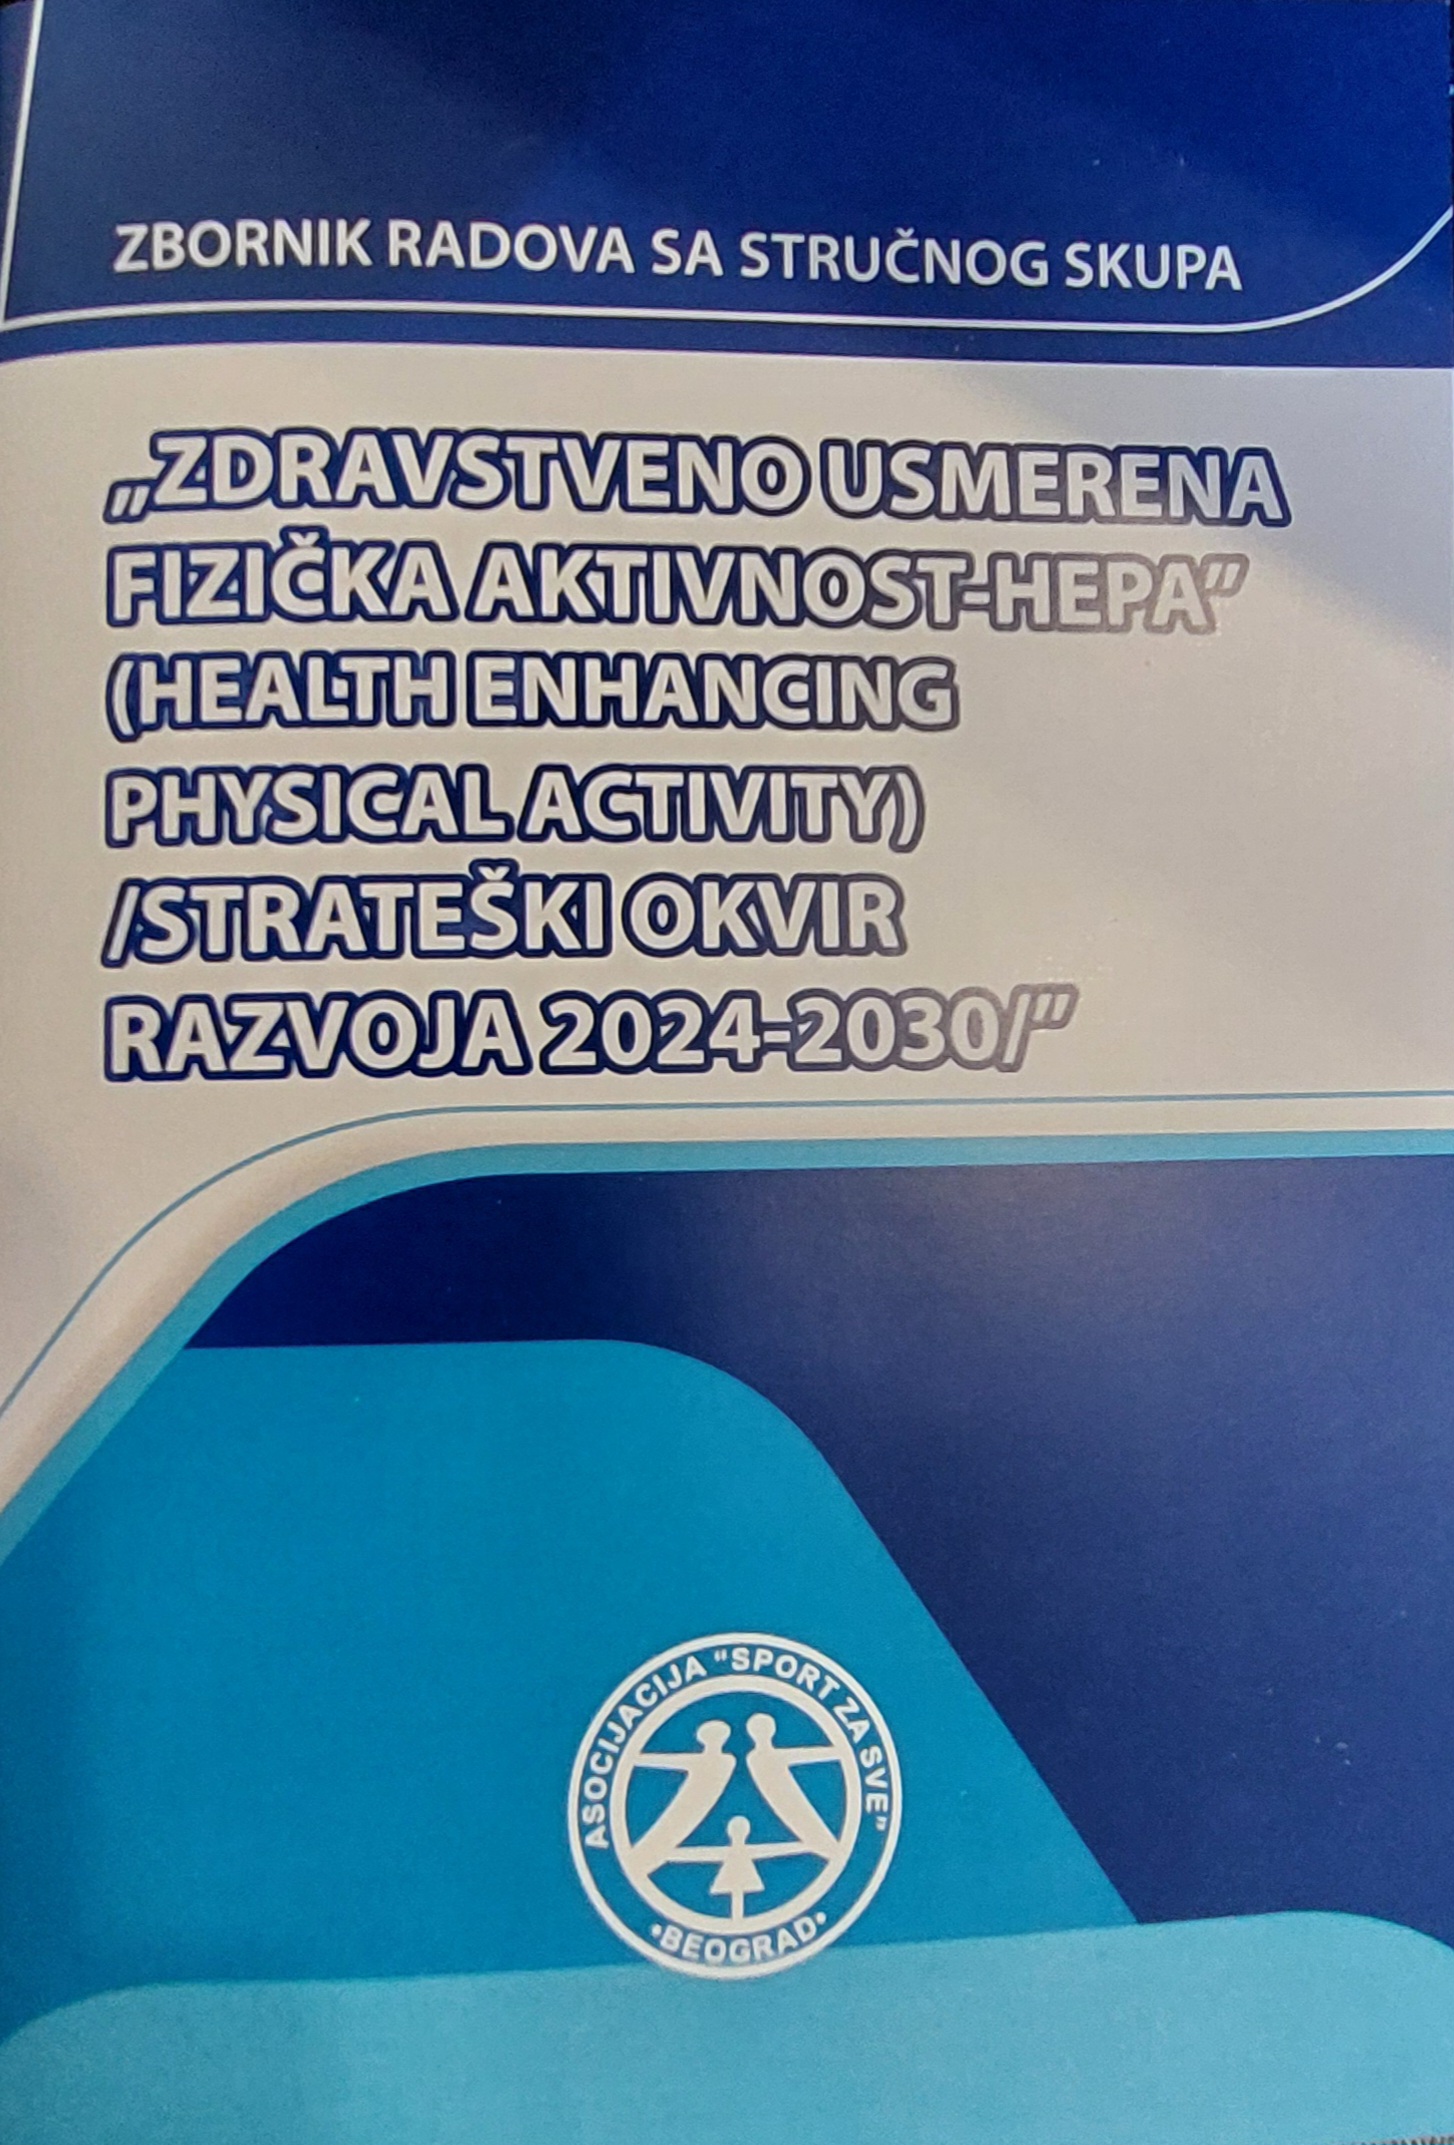 ZBORNIK RADOVA SA STRUČNOG SKUPA
„ZDRAVSTVENO USMERENA
FIZIČKA AKTIVNOST-HEPA”
(HEALTH ENHANCING
PHYSICAL ACTIVITY)
/STRATEŠKI OKVIR
RAZVOJA 2024-2030/”
ASOCIJACIJA "SPORT ZA SVE"
•BEOGRAD•